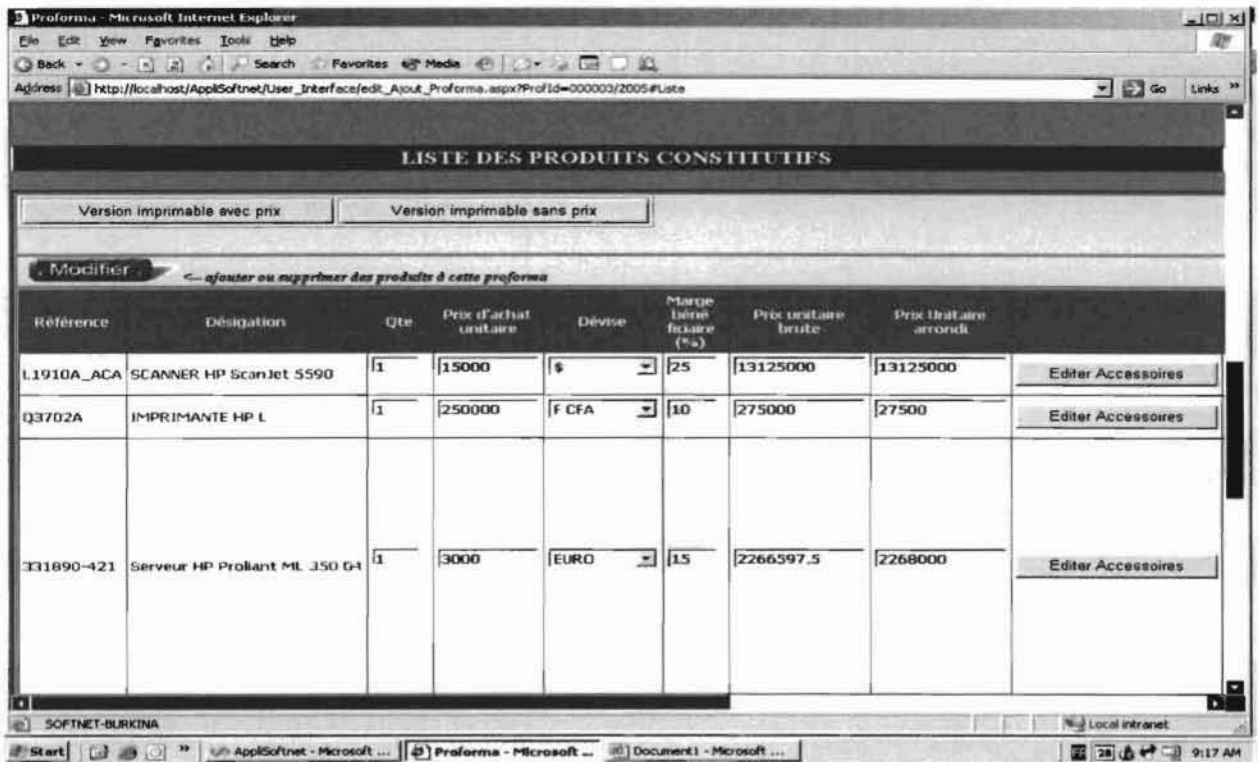 Proforma - Microsoft Internet Explorer
File Edit View Favorites Tools Help
Back Search Favorites Media
Address http://localhost/AppliSoftnet/User_Interface/edit_Ajout_Proforma.aspx?ProfId=000003/2005#Liste Go Links »
LISTE DES PRODUITS CONSTITUTIFS
Version imprimable avec prix Version imprimable sans prix
Modifier <-- ajouter ou supprimer des produits à cette proforma
Référence Désigation Qte Prix d'achat unitaire Dévise Marge béné ficiaire (%) Prix unitaire brute Prix Unitaire arrondi
L1910A_ACA SCANNER HP ScanJet 5590 1 15000 $ 25 13125000 13125000 Editer Accessoires
Q3702A IMPRIMANTE HP L 1 250000 F CFA 10 275000 27500 Editer Accessoires
331890-421 Serveur HP Proliant ML 350 G4 1 3000 EURO 15 2266597.5 2268000 Editer Accessoires
SOFTNET-BURKINA Local intranet
Start » AppliSoftnet - Microsoft ... Proforma - Microsoft ... Document1 - Microsoft ... 9:17 AM